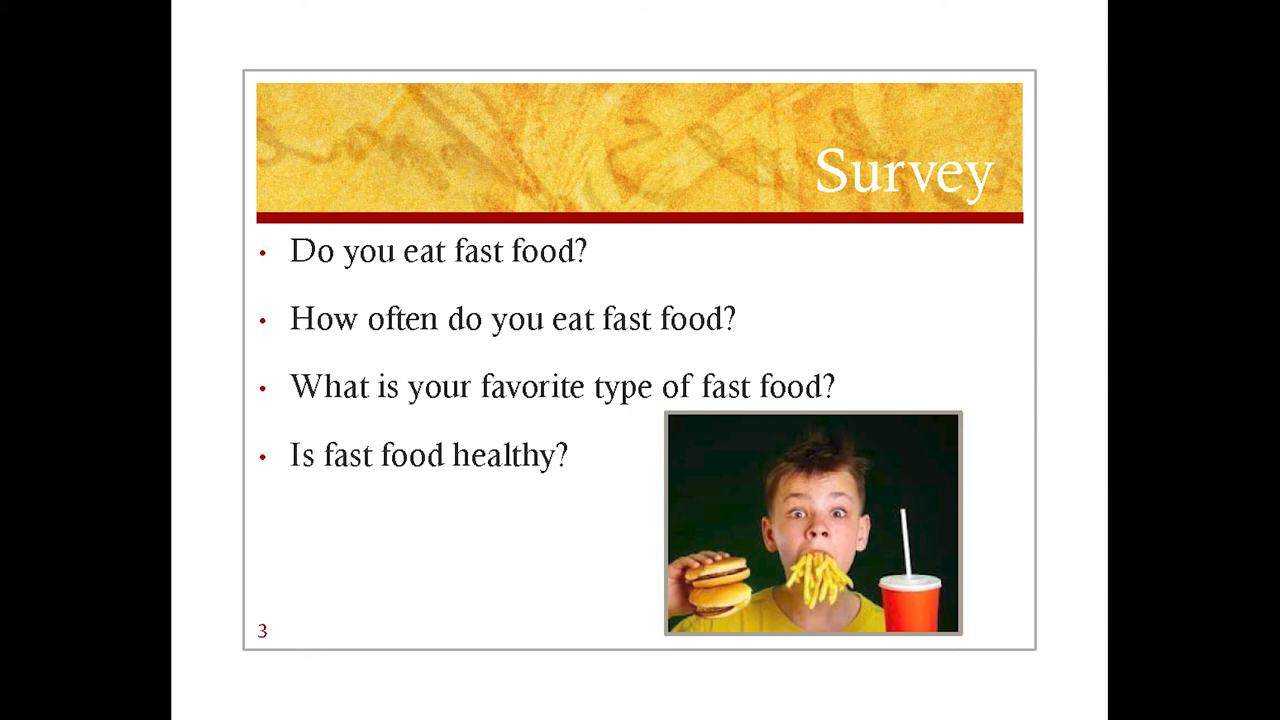 Survey
• Do you eat fast food?
• How often do you eat fast food?
• What is your favorite type of fast food?
• Is fast food healthy?
3